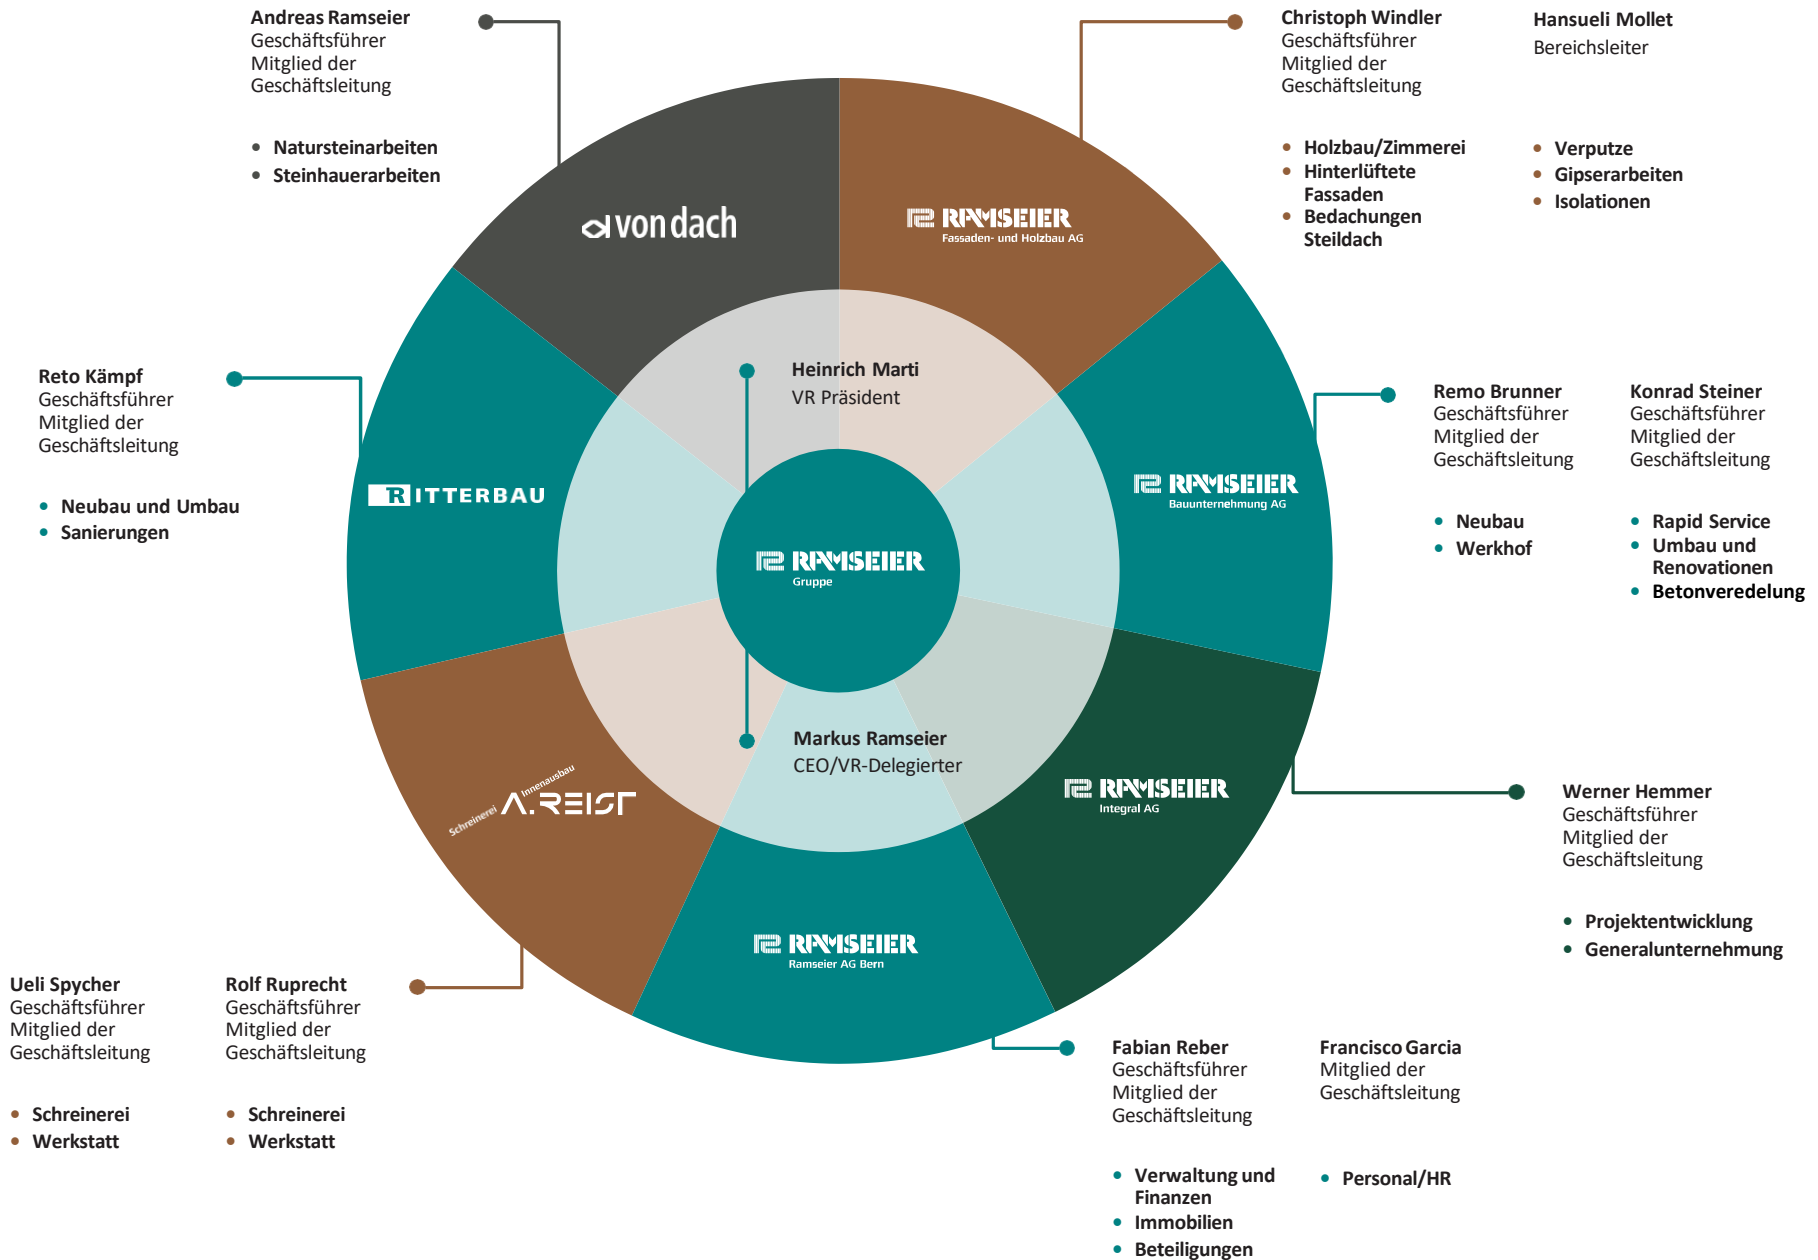 Andreas Ramseier
Geschäftsführer
Mitglied der
Geschäftsleitung
• Natursteinarbeiten
• Steinhauerarbeiten
Christoph Windler
Geschäftsführer
Mitglied der
Geschäftsleitung
• Holzbau/Zimmerei
• Hinterlüftete
Fassaden
• Bedachungen
Steildach
Hansueli Mollet
Bereichsleiter
• Verputze
• Gipserarbeiten
• Isolationen
von dach
RAMSEIER
Fassaden- und Holzbau AG
Reto Kämpf
Geschäftsführer
Mitglied der
Geschäftsleitung
• Neubau und Umbau
• Sanierungen
RITTERBAU
Heinrich Marti
VR Präsident
RAMSEIER
Gruppe
Markus Ramseier
CEO/VR-Delegierter
RAMSEIER
Bauunternehmung AG
Remo Brunner
Geschäftsführer
Mitglied der
Geschäftsleitung
• Neubau
• Werkhof
Konrad Steiner
Geschäftsführer
Mitglied der
Geschäftsleitung
• Rapid Service
• Umbau und
Renovationen
• Betonveredelung
Schreinerei Innenausbau
A.REIST
RAMSEIER
Integral AG
Werner Hemmer
Geschäftsführer
Mitglied der
Geschäftsleitung
• Projektentwicklung
• Generalunternehmung
RAMSEIER
Ramseier AG Bern
Ueli Spycher
Geschäftsführer
Mitglied der
Geschäftsleitung
• Schreinerei
• Werkstatt
Rolf Ruprecht
Geschäftsführer
Mitglied der
Geschäftsleitung
• Schreinerei
• Werkstatt
Fabian Reber
Geschäftsführer
Mitglied der
Geschäftsleitung
• Verwaltung und
Finanzen
• Immobilien
• Beteiligungen
Francisco Garcia
Mitglied der
Geschäftsleitung
• Personal/HR